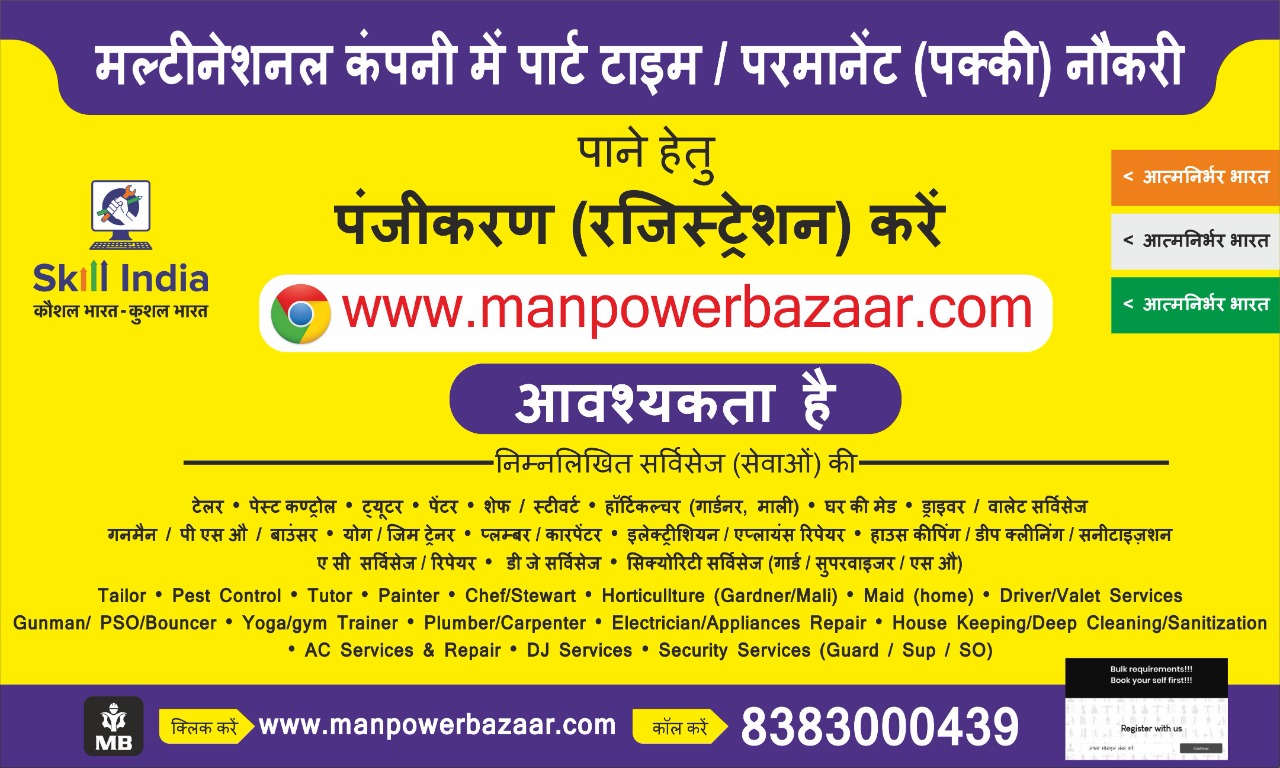 मल्टीनेशनल कंपनी में पार्ट टाइम / परमानेंट (पक्की) नौकरी
पाने हेतु
पंजीकरण (रजिस्ट्रेशन) करें
Skill India
कौशल भारत-कुशल भारत
www.manpowerbazaar.com
< आत्मनिर्भर भारत
< आत्मनिर्भर भारत
< आत्मनिर्भर भारत
आवश्यकता है
निम्नलिखित सर्विसेज (सेवाओं) की
टेलर • पेस्ट कण्ट्रोल • ट्यूटर • पेंटर • शेफ / स्टीवर्ट • हॉर्टिकल्चर (गार्डनर, माली) • घर की मेड • ड्राइवर / वालेट सर्विसेज
गनमैन / पी एस औ / बाउंसर • योग / जिम ट्रेनर • प्लम्बर / कारपेंटर • इलेक्ट्रीशियन / एप्लायंस रिपेयर • हाउस कीपिंग / डीप क्लीनिंग / सनीटाइज़शन
ए सी सर्विसेज / रिपेयर • डी जे सर्विसेज • सिक्योरिटी सर्विसेज (गार्ड / सुपरवाइजर / एस औ)
Tailor • Pest Control • Tutor • Painter • Chef/Stewart • Horticullture (Gardner/Mali) • Maid (home) • Driver/Valet Services
Gunman/ PSO/Bouncer • Yoga/gym Trainer • Plumber/Carpenter • Electrician/Appliances Repair • House Keeping/Deep Cleaning/Sanitization
• AC Services & Repair • DJ Services • Security Services (Guard / Sup / SO)
MB
क्लिक करें
www.manpowerbazaar.com
कॉल करें
8383000439
Bulk requirements!!!
Book your self first!!!
Register with us
Continue